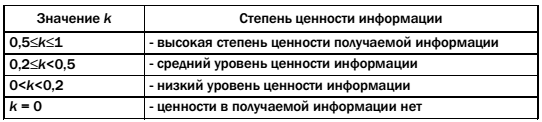 Значение k Степень ценности информации
0,5≤k≤1 - высокая степень ценности получаемой информации
0,2≤k<0,5 - средний уровень ценности информации
0<k<0,2 - низкий уровень ценности информации
k = 0 - ценности в получаемой информации нет